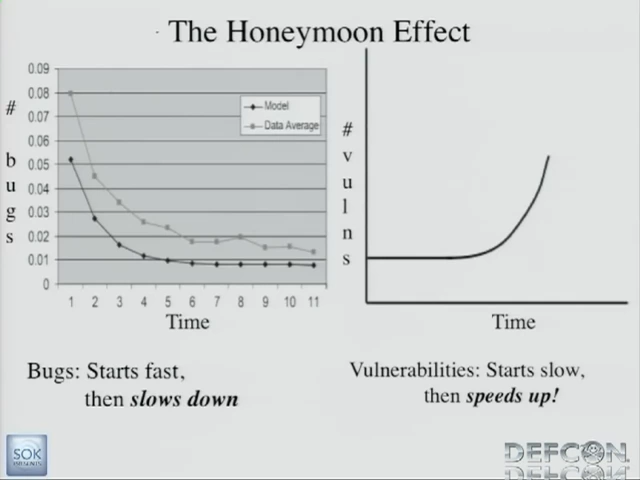 The Honeymoon Effect
# bugs
0.09
0.08
0.07
0.06
0.05
0.04
0.03
0.02
0.01
0
Model
Data Average
1 2 3 4 5 6 7 8 9 10 11
Time
Bugs: Starts fast,
then slows down
# vulns
Time
Vulnerabilities: Starts slow,
then speeds up!
SOK
DEFCON